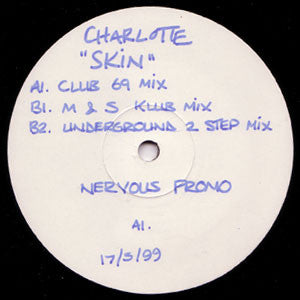 CHARLOTTE
"SKIN"
A1. CLUB 69 MIX
B1. M & S KLUB MIX
B2. UNDERGROUND 2 STEP MIX
NERVOUS PROMO
A1.
17/5/99